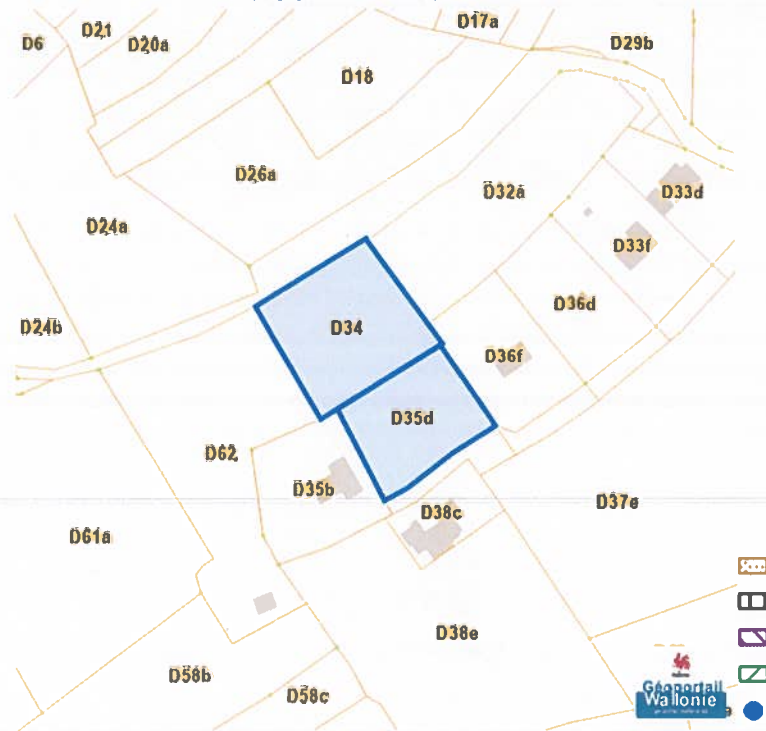 D17a
D21
D6
D20a
D29b
D18
D26a
D32a
D33d
D24a
D33f
D36d
D24b
D34
D36f
D35d
D62
D35b
D37e
D38c
D61a
D38e
D58b
D58c
Géoportail
Wallonie